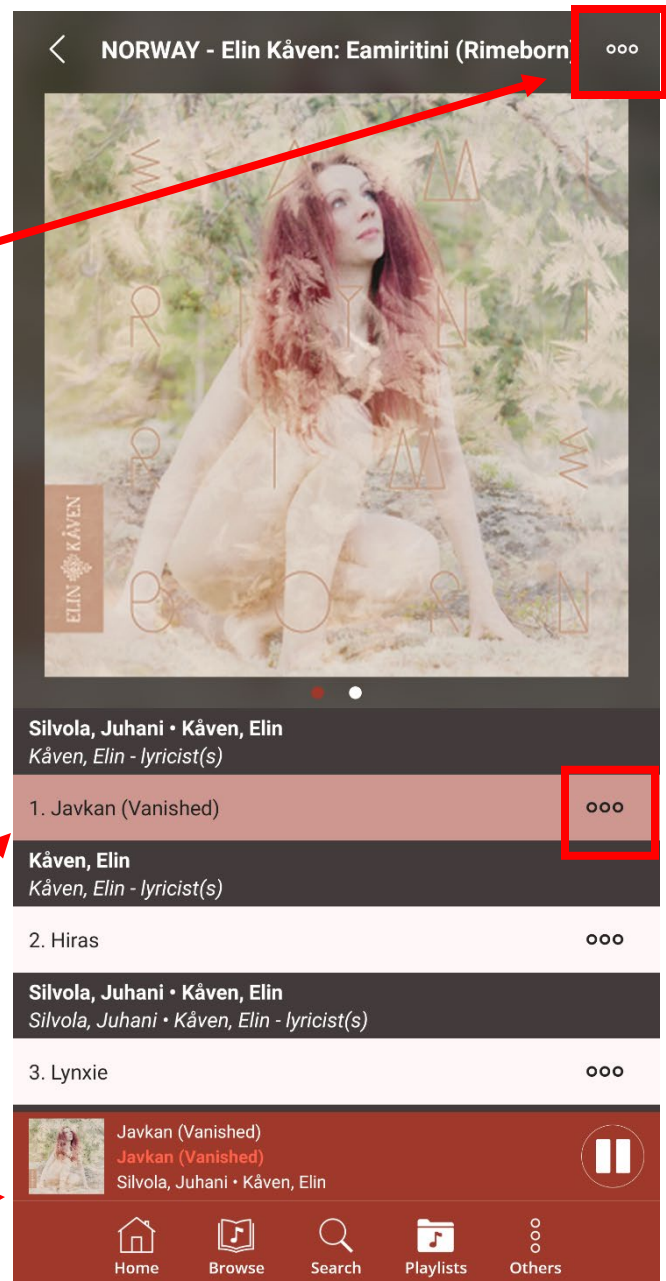 NORWAY - Elin Kåven: Eamiritini (Rimeborn)
E A M I
R I T N I
R I M E
B O R N
ELIN KÅVEN
Silvola, Juhani • Kåven, Elin
Kåven, Elin - lyricist(s)
1. Javkan (Vanished)
Kåven, Elin
Kåven, Elin - lyricist(s)
2. Hiras
Silvola, Juhani • Kåven, Elin
Silvola, Juhani • Kåven, Elin - lyricist(s)
3. Lynxie
Javkan (Vanished)
Javkan (Vanished)
Silvola, Juhani • Kåven, Elin
Home Browse Search Playlists Others